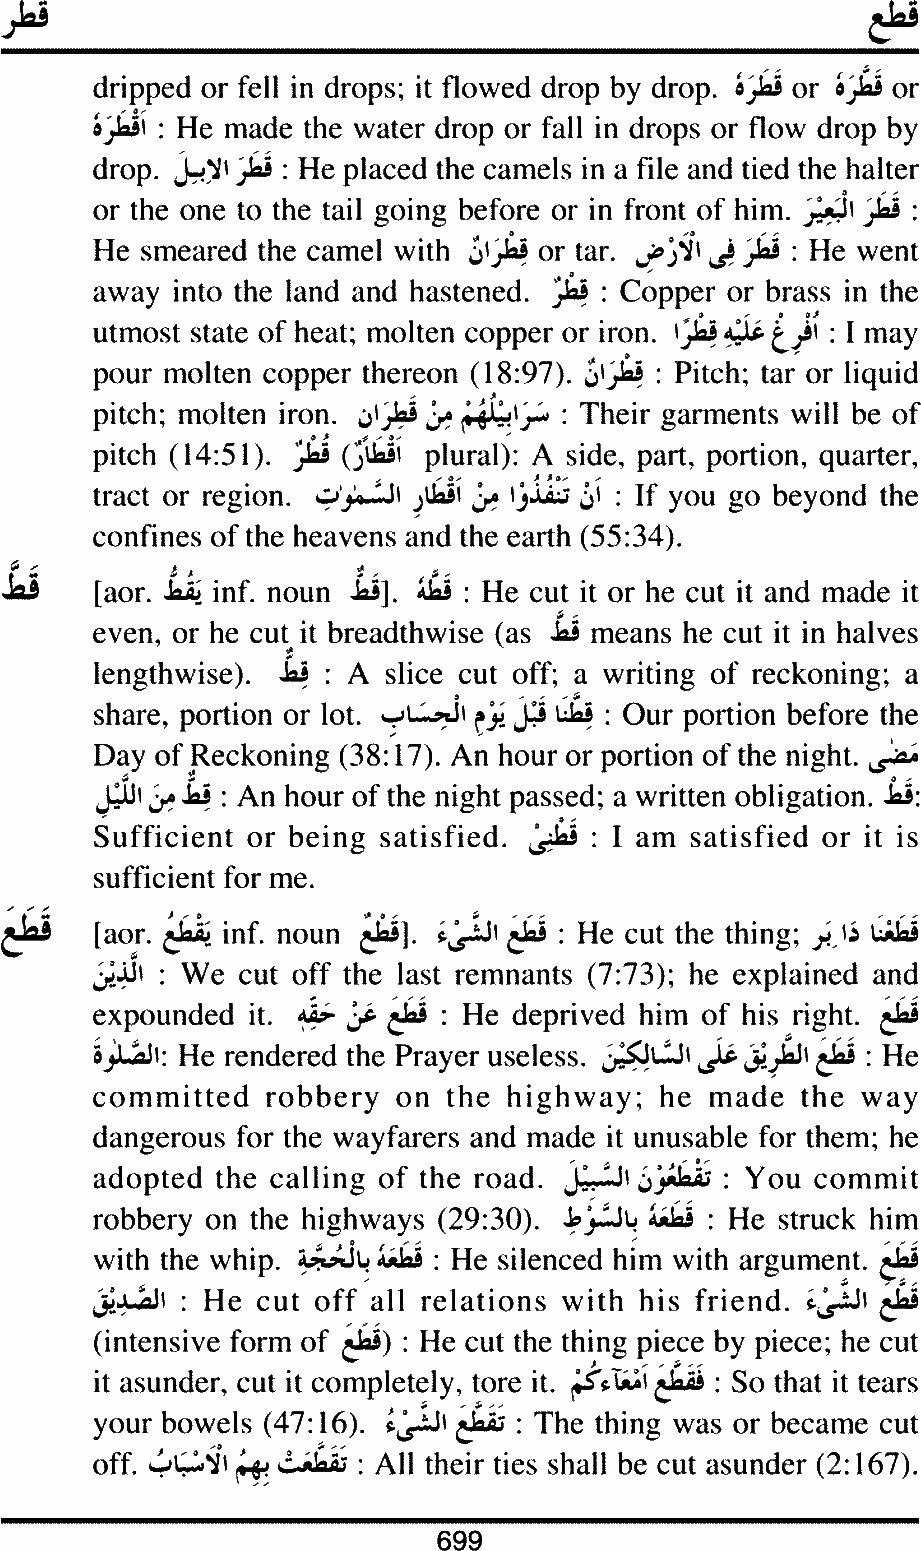 قطر قطع
dripped or fell in drops; it flowed drop by drop. قَطَّرَهٗ or قَطَرَهٗ or
اَقْطَرَهٗ : He made the water drop or fall in drops or flow drop by
drop. قَطَرَ الاِبِلَ : He placed the camels in a file and tied the halter
or the one to the tail going before or in front of him. قَطَرَ الْبَعِيْرَ :
He smeared the camel with قِطْرَانٌ or tar. قَطَرَ فِى الْاَرْضِ : He went
away into the land and hastened. قِطْرٌ : Copper or brass in the
utmost state of heat; molten copper or iron. اُفْرِغْ عَلَيْهِ قِطْرًا : I may
pour molten copper thereon (18:97). قِطْرَانٌ : Pitch; tar or liquid
pitch; molten iron. سَرَابِيْلُهُمْ مِنْ قَطِرَانٍ : Their garments will be of
pitch (14:51). قُطْرٌ (اَقْطَارٌ plural): A side, part, portion, quarter,
tract or region. اَنْ تَنْفُذُوْا مِنْ اَقْطَارِ السَّمٰوٰتِ : If you go beyond the
confines of the heavens and the earth (55:34).
قَطَّ [aor. يَقُطُّ inf. noun قَطٌّ]. قَطَّهٗ : He cut it or he cut it and made it
even, or he cut it breadthwise (as قَطَّ means he cut it in halves
lengthwise). قِطٌّ : A slice cut off; a writing of reckoning; a
share, portion or lot. قِطَّنَا قَبْلَ يَوْمِ الْحِسَابِ : Our portion before the
Day of Reckoning (38:17). An hour or portion of the night. مَضٰى
قِطٌّ مِنَ اللَّيْلِ : An hour of the night passed; a written obligation. قَطْ:
Sufficient or being satisfied. قَطْنِىْ : I am satisfied or it is
sufficient for me.
قَطَعَ [aor. يَقْطَعُ inf. noun قَطْعٌ]. قَطَعَ الشَّىْءَ : He cut the thing; قَطَعْنَا دَابِرَ
الَّذِيْنَ : We cut off the last remnants (7:73); he explained and
expounded it. قَطَعَ عَنْ حَقِّهٖ : He deprived him of his right. قَطَعَ
الصَّلٰوةَ: He rendered the Prayer useless. قَطَعَ الطَّرِيْقَ عَلَى السَّالِكِيْنَ : He
committed robbery on the highway; he made the way
dangerous for the wayfarers and made it unusable for them; he
adopted the calling of the road. تَقْطَعُوْنَ السَّبِيْلَ : You commit
robbery on the highways (29:30). قَطَعَهٗ بِالسَّوْطِ : He struck him
with the whip. قَطَعَهٗ بِالْحُجَّةِ : He silenced him with argument. قَطَعَ
الصَّدِيْقَ : He cut off all relations with his friend. قَطَّعَ الشَّىْءَ
(intensive form of قَطَعَ) : He cut the thing piece by piece; he cut
it asunder, cut it completely, tore it. فَقَطَّعَ اَمْعَآءَكُمْ : So that it tears
your bowels (47:16). تَقَطَّعَ الشَّىْءُ : The thing was or became cut
off. تَقَطَّعَتْ بِهِمُ الْاَسْبَابُ : All their ties shall be cut asunder (2:167).
699